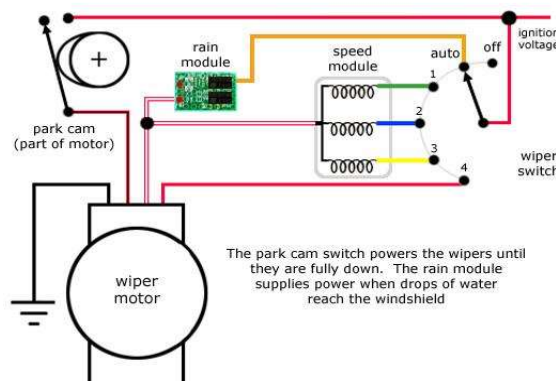 ignition
voltage
rain
module
speed
module
auto
off
1
2
3
4
park cam
(part of motor)
wiper
switch
wiper
motor
The park cam switch powers the wipers until
they are fully down. The rain module
supplies power when drops of water
reach the windshield